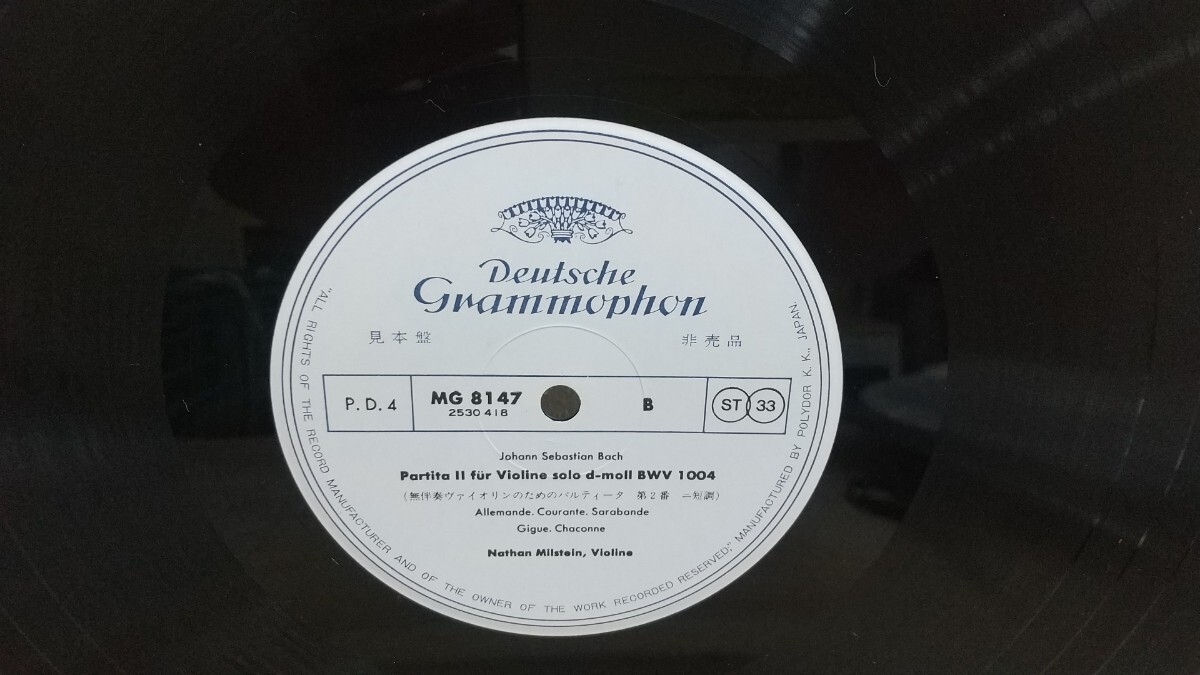 Deutsche
Grammophon
見本盤 非売品
P.D.4 MG 8147 B ST 33
2530 418
Johann Sebastian Bach
Partita II für Violine solo d-moll BWV 1004
(無伴奏ヴァイオリンのためのパルティータ 第2番 ニ短調)
Allemande. Courante. Sarabande
Gigue. Chaconne
Nathan Milstein, Violine
"ALL RIGHTS OF THE RECORD MANUFACTURER AND OF THE OWNER OF THE WORK RECORDED RESERVED;" MANUFACTURED BY POLYDOR K. K., JAPAN.